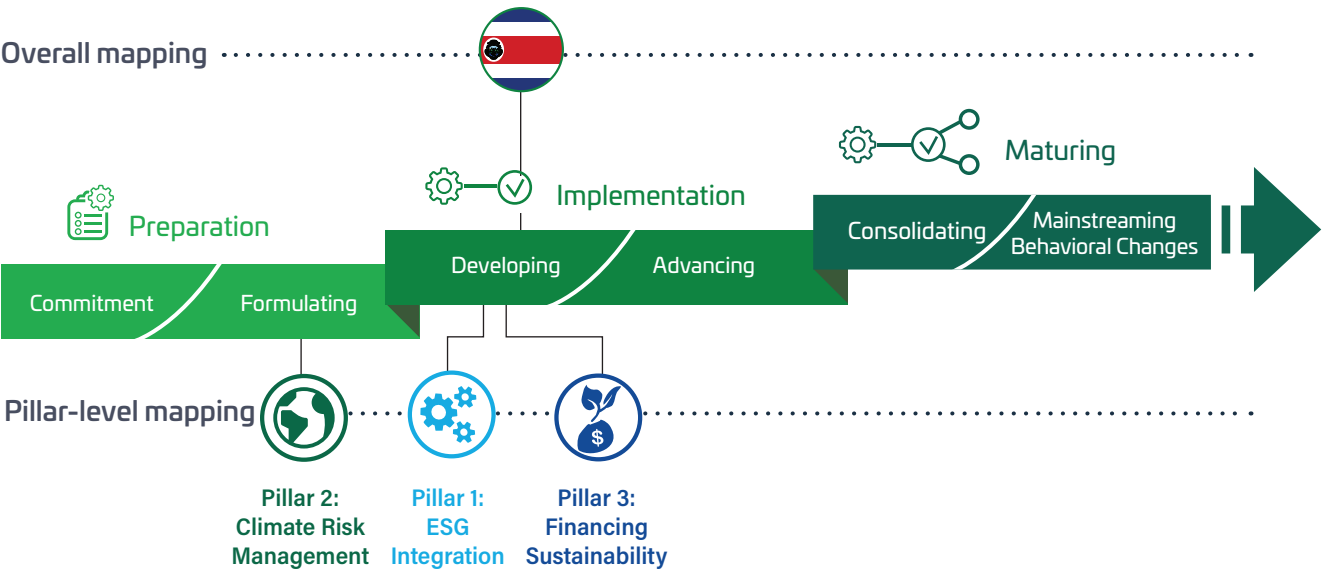 Overall mapping
Maturing
Implementation
Preparation
Consolidating
Mainstreaming
Behavioral Changes
Developing
Advancing
Commitment
Formulating
Pillar-level mapping
$
Pillar 2:
Climate Risk
Management
Pillar 1:
ESG
Integration
Pillar 3:
Financing
Sustainability